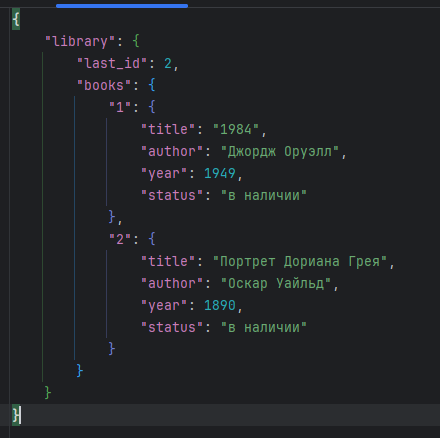 {
    "library": {
        "last_id": 2,
        "books": {
            "1": {
                "title": "1984",
                "author": "Джордж Оруэлл",
                "year": 1949,
                "status": "в наличии"
            },
            "2": {
                "title": "Портрет Дориана Грея",
                "author": "Оскар Уайльд",
                "year": 1890,
                "status": "в наличии"
            }
        }
    }
}